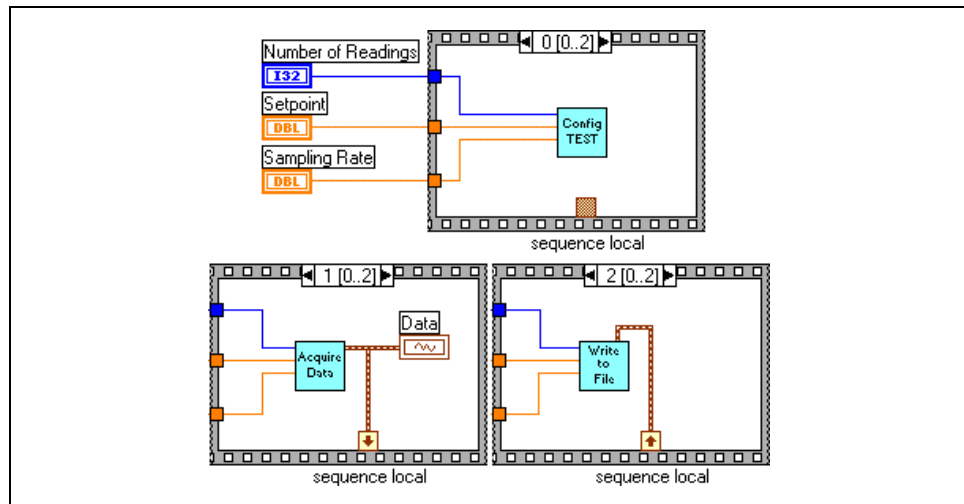 0 [0..2]
Number of Readings
I32
Setpoint
DBL
Sampling Rate
DBL
Config
TEST
sequence local
1 [0..2]
Data
Acquire
Data
sequence local
2 [0..2]
Write
to
File
sequence local